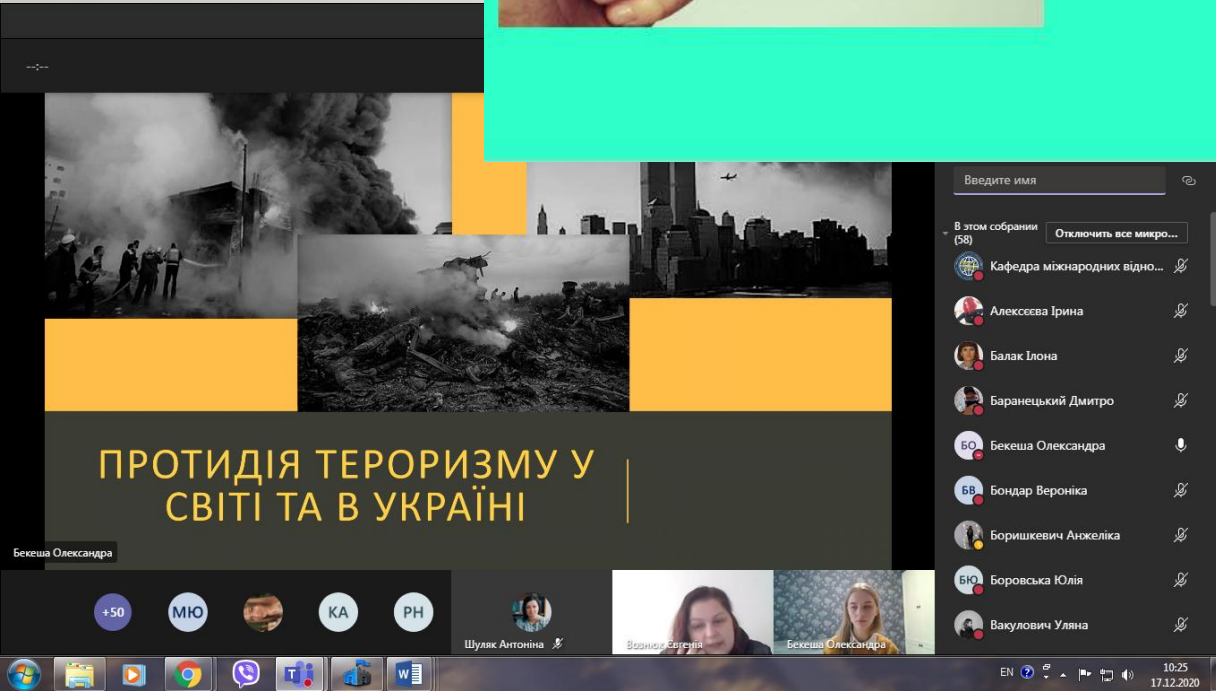 --:--
ПРОТИДІЯ ТЕРОРИЗМУ У
СВІТІ ТА В УКРАЇНІ
Бекеша Олександра
+50
МЮ
КА
РН
Шуляк Антоніна
Вознюк Євгенія
Бекеша Олександра
Введите имя
В этом собрании
(58)
Отключить все микро...
Кафедра міжнародних відно...
Алексєєва Ірина
Балак Ілона
Баранецький Дмитро
БО
Бекеша Олександра
БВ
Бондар Вероніка
Боришкевич Анжеліка
БЮ
Боровська Юлія
Вакулович Уляна
EN
10:25
17.12.2020